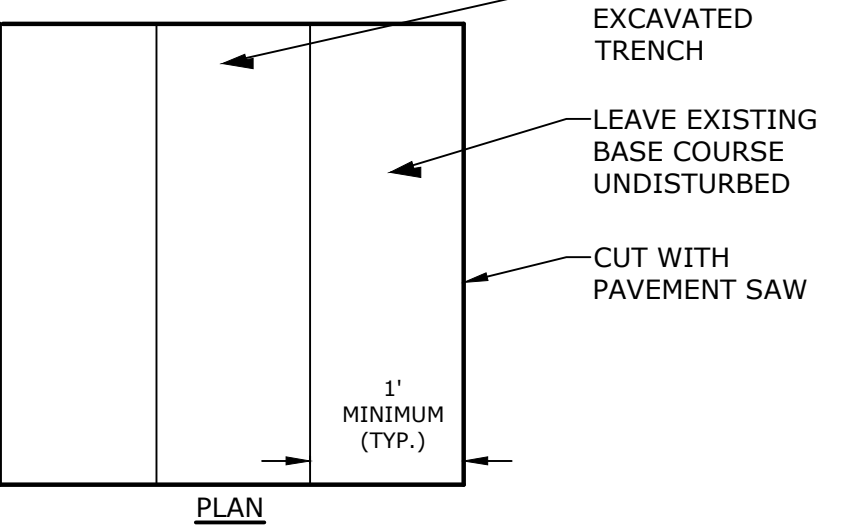 EXCAVATED
TRENCH
LEAVE EXISTING
BASE COURSE
UNDISTURBED
CUT WITH
PAVEMENT SAW
1'
MINIMUM
(TYP.)
PLAN